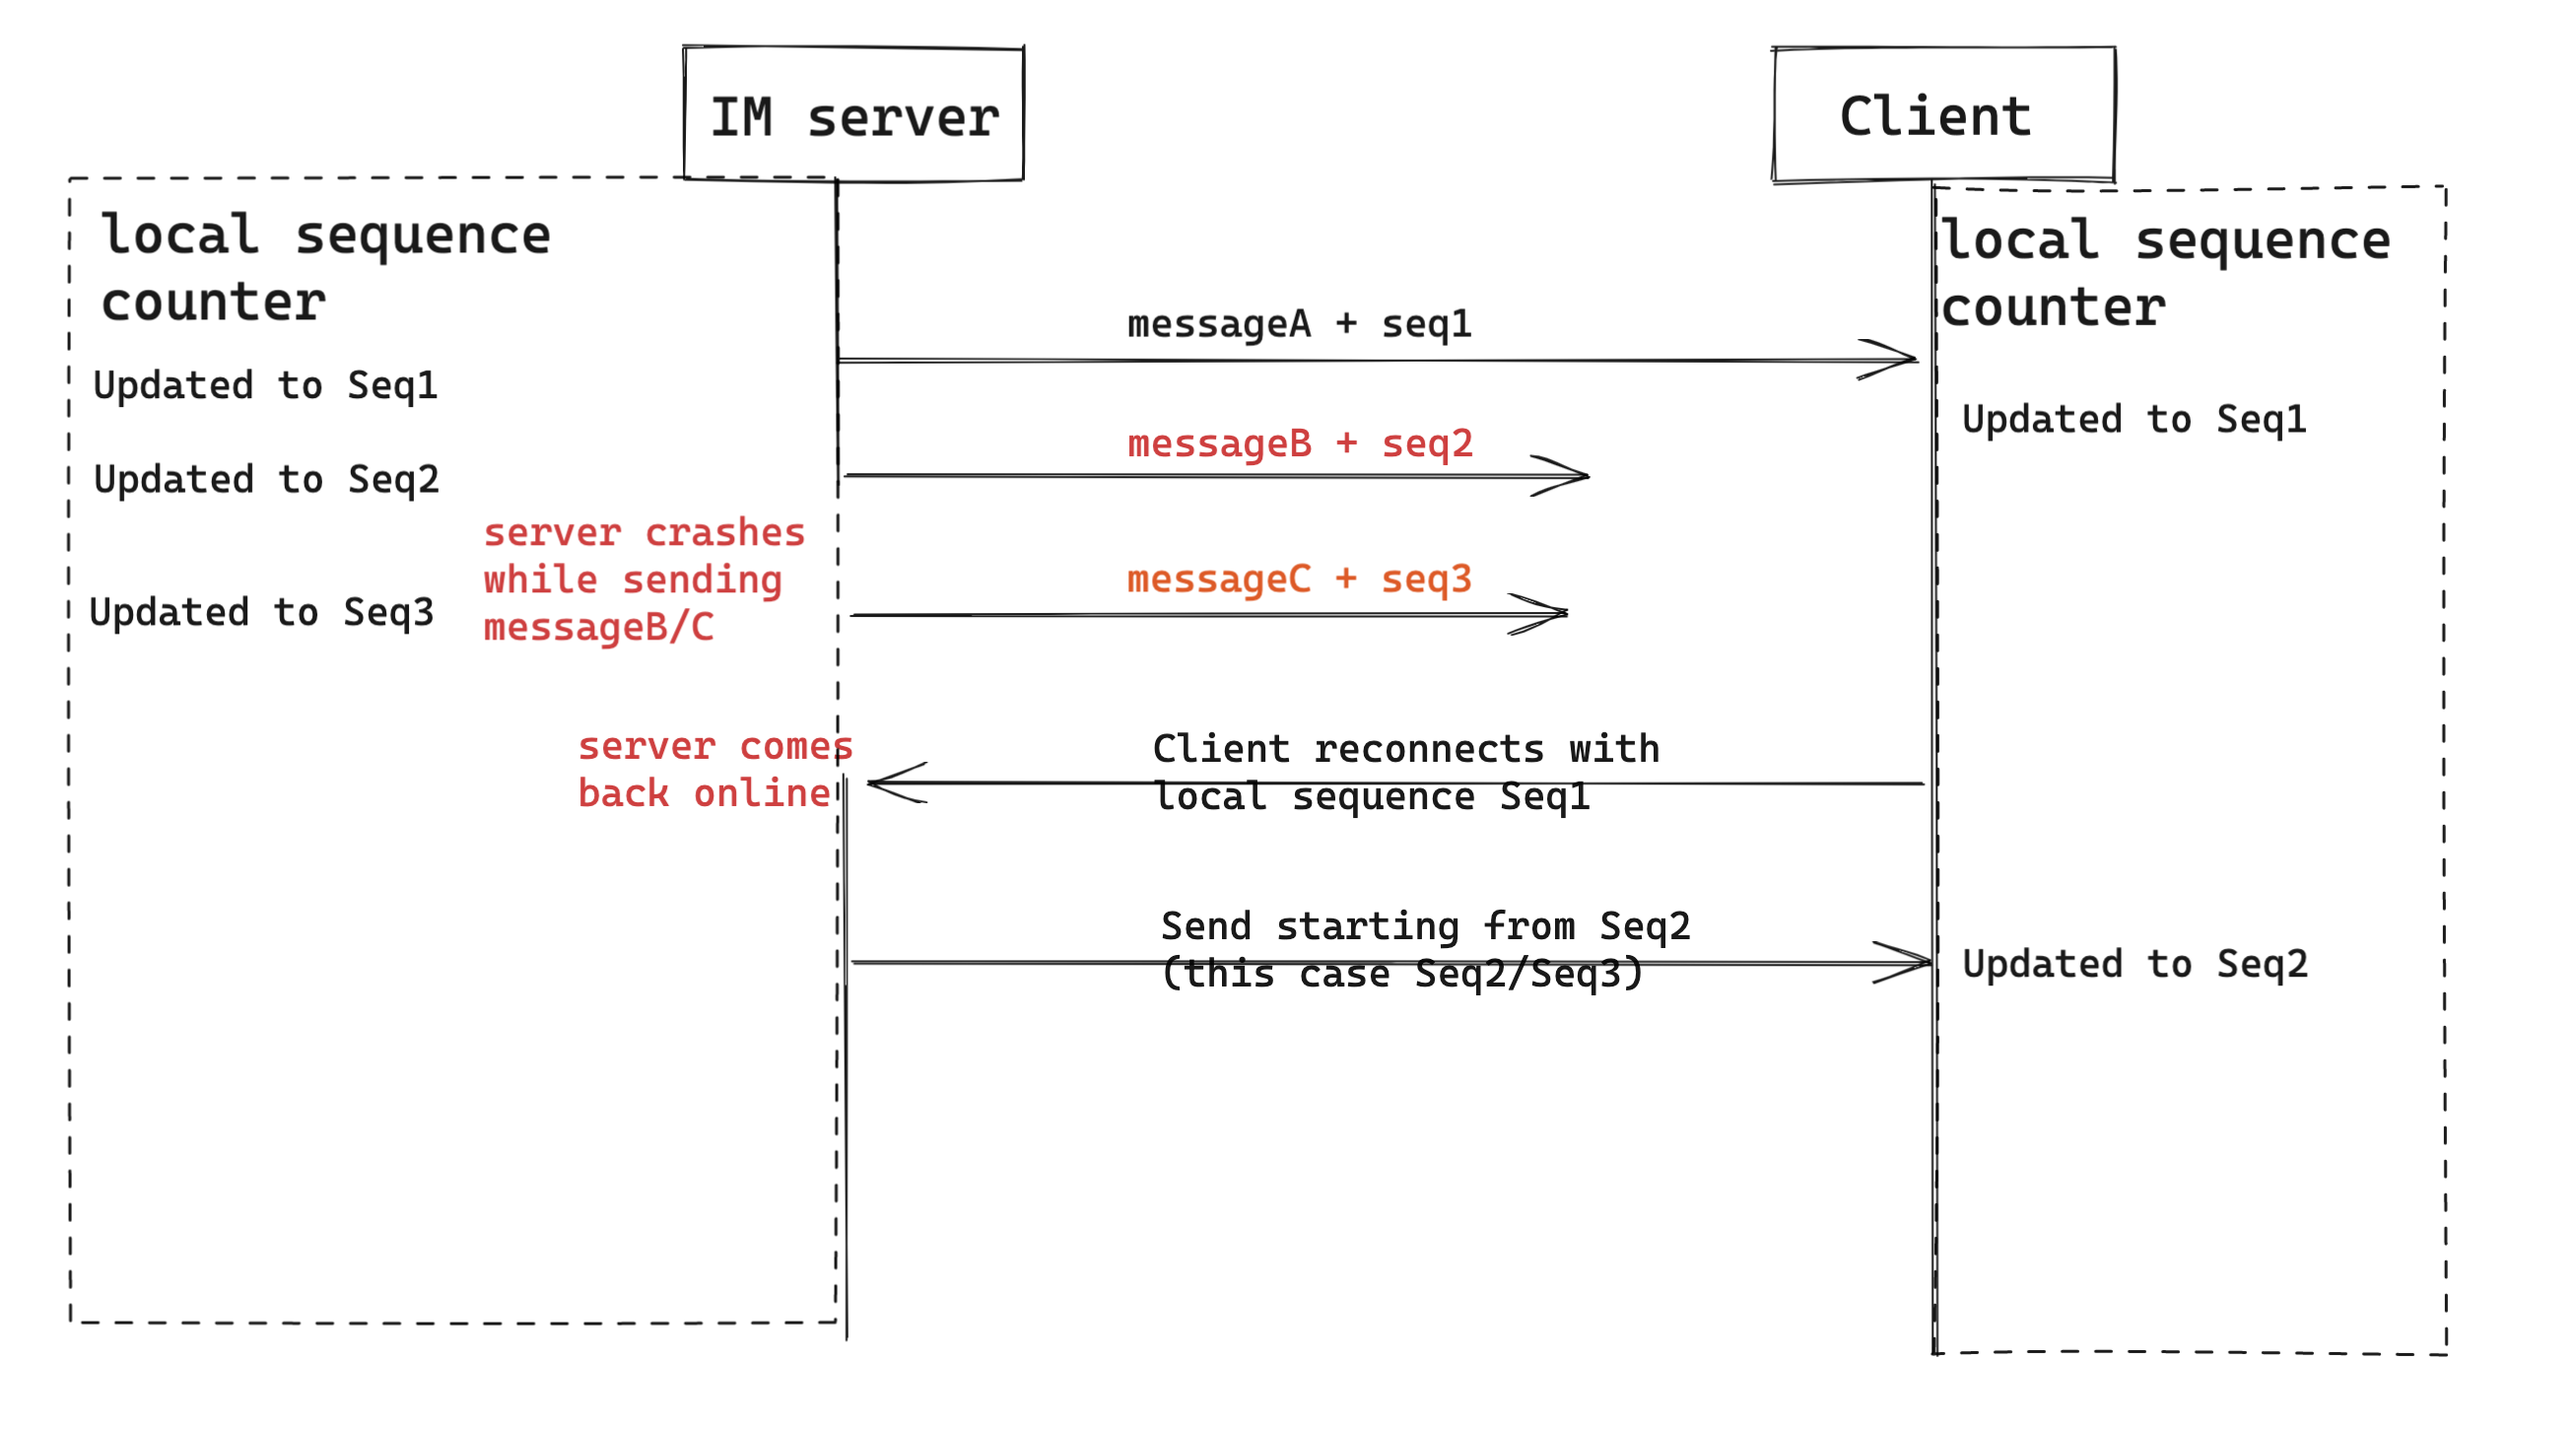 IM server
Client
local sequence
counter
local sequence
counter
messageA + seq1
Updated to Seq1
Updated to Seq1
messageB + seq2
Updated to Seq2
server crashes
while sending
messageB/C
messageC + seq3
Updated to Seq3
server comes
back online
Client reconnects with
local sequence Seq1
Send starting from Seq2
(this case Seq2/Seq3)
Updated to Seq2